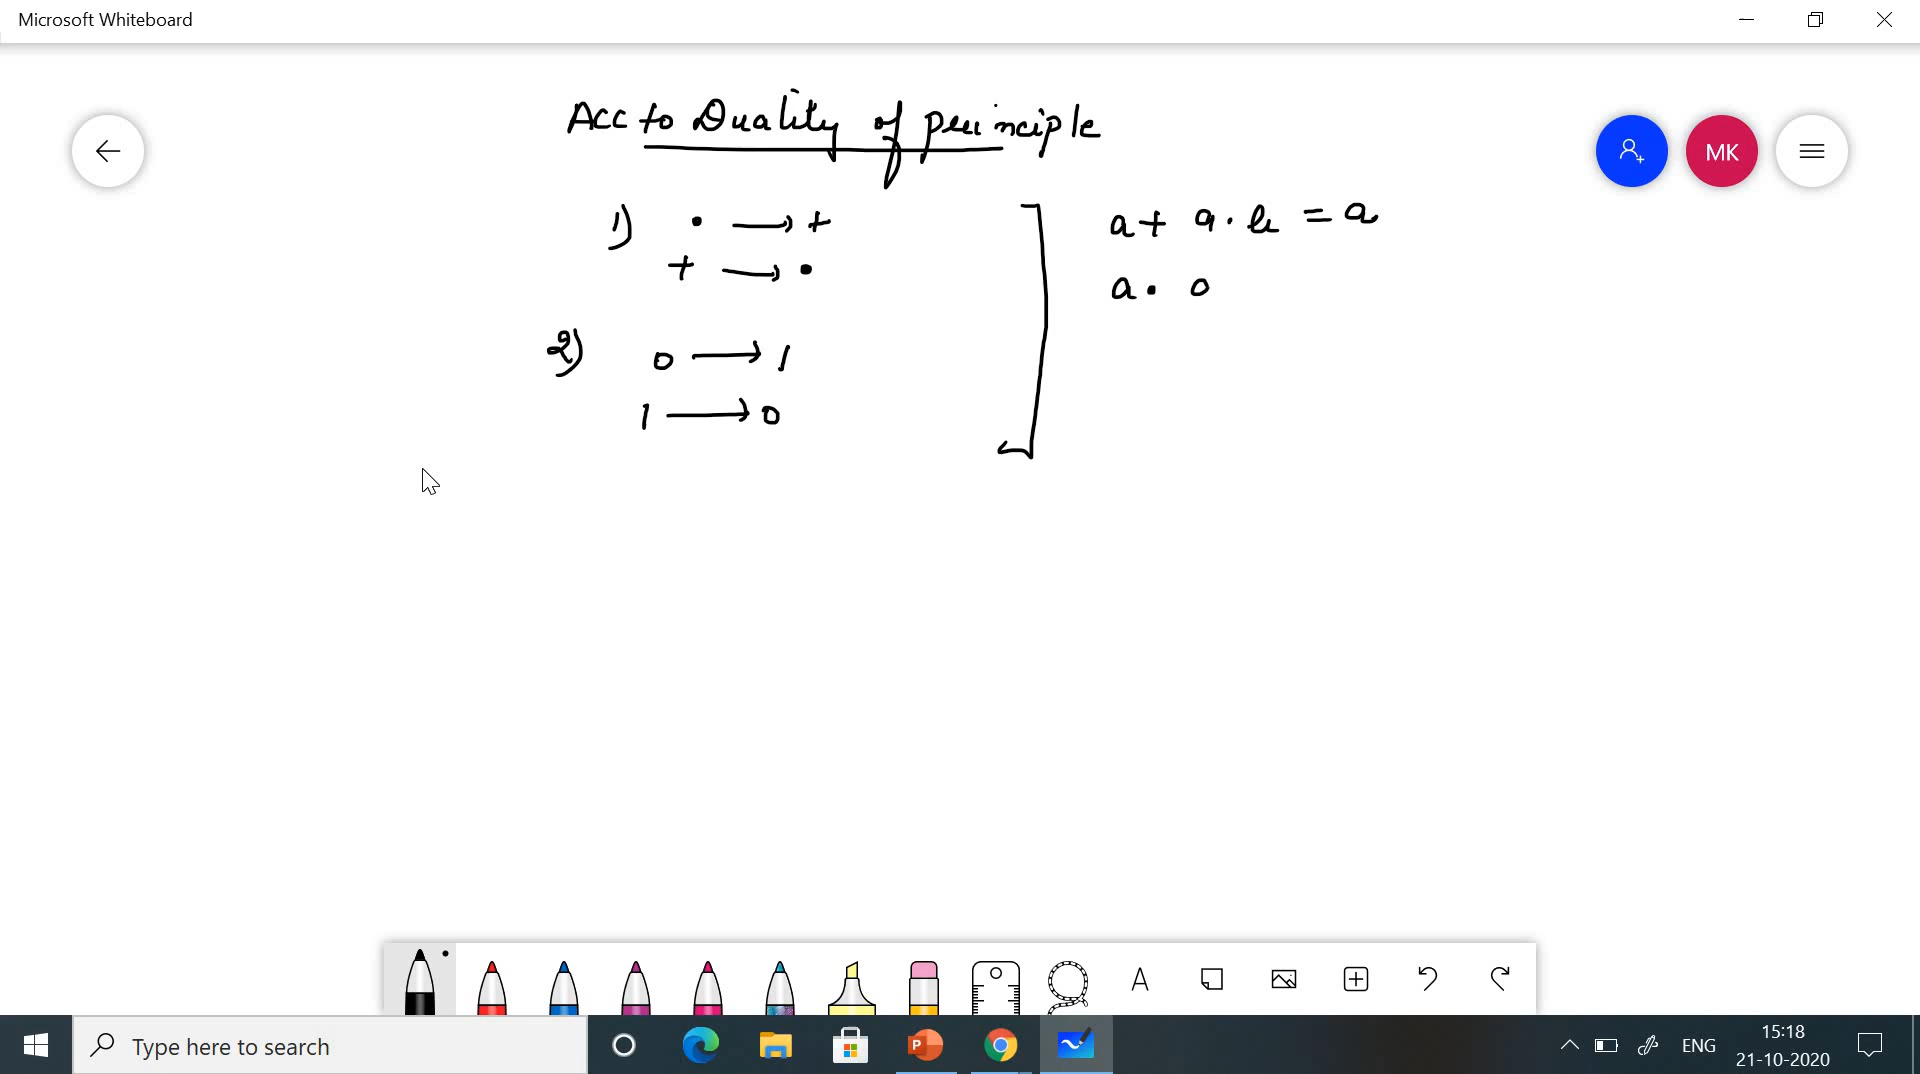 Microsoft Whiteboard
Acc to Duality of principle
MK
1) • → +
+ → •
a + a . b = a
a . a
2) 0 → 1
1 → 0
A
Type here to search
P
ENG
15:18
21-10-2020